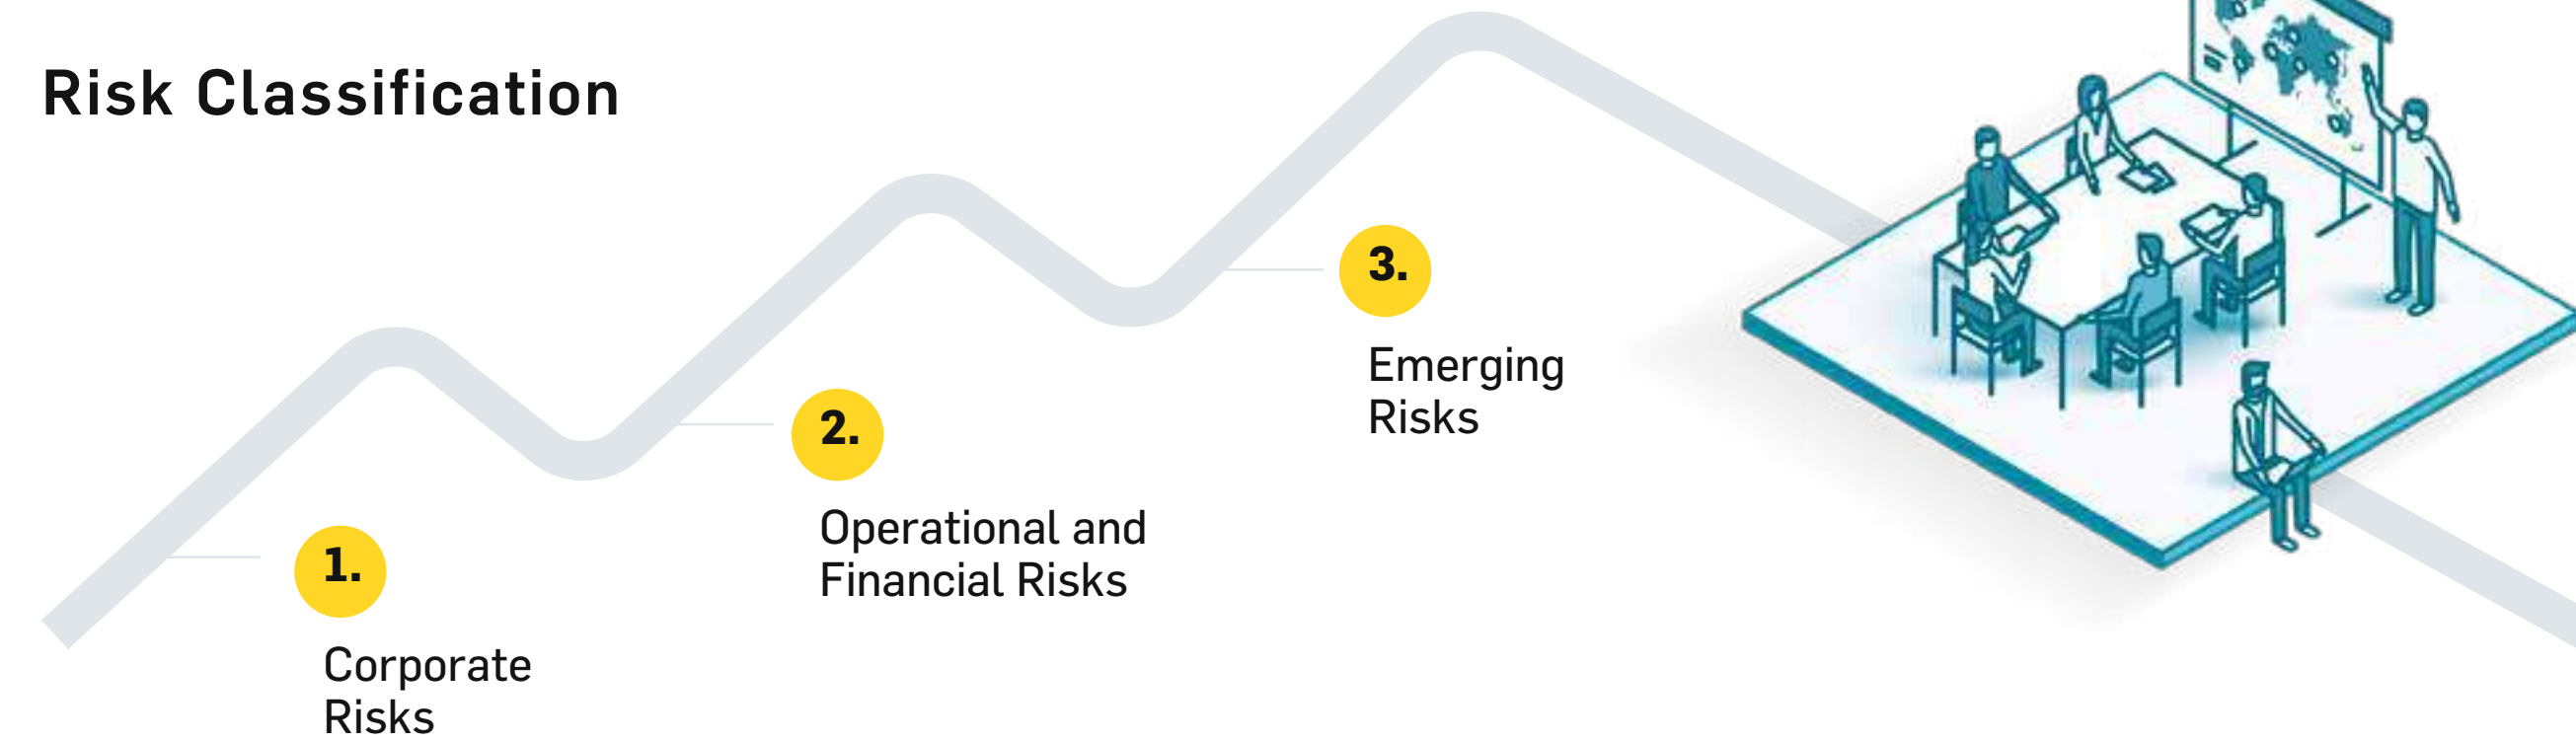 Risk Classification
1.
Corporate
Risks
2.
Operational and
Financial Risks
3.
Emerging
Risks